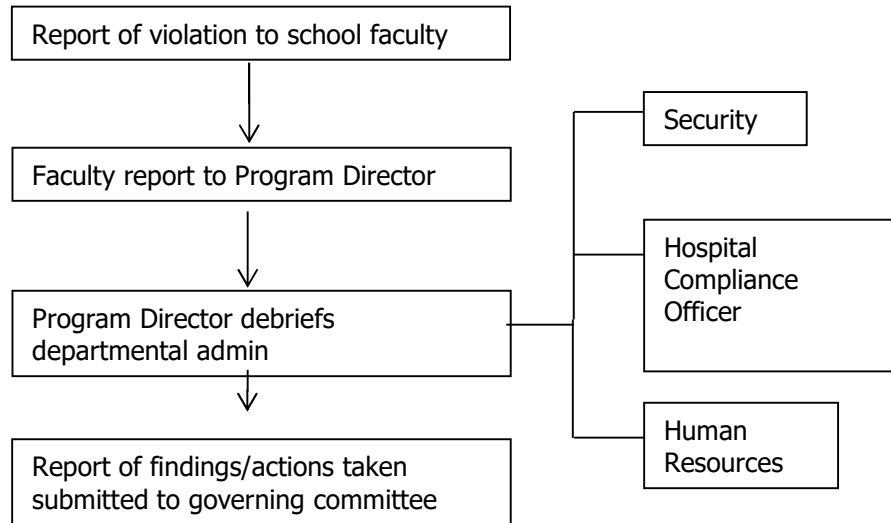 Report of violation to school faculty
Faculty report to Program Director
Program Director debriefs
departmental admin
Report of findings/actions taken
submitted to governing committee
Security
Hospital
Compliance
Officer
Human
Resources